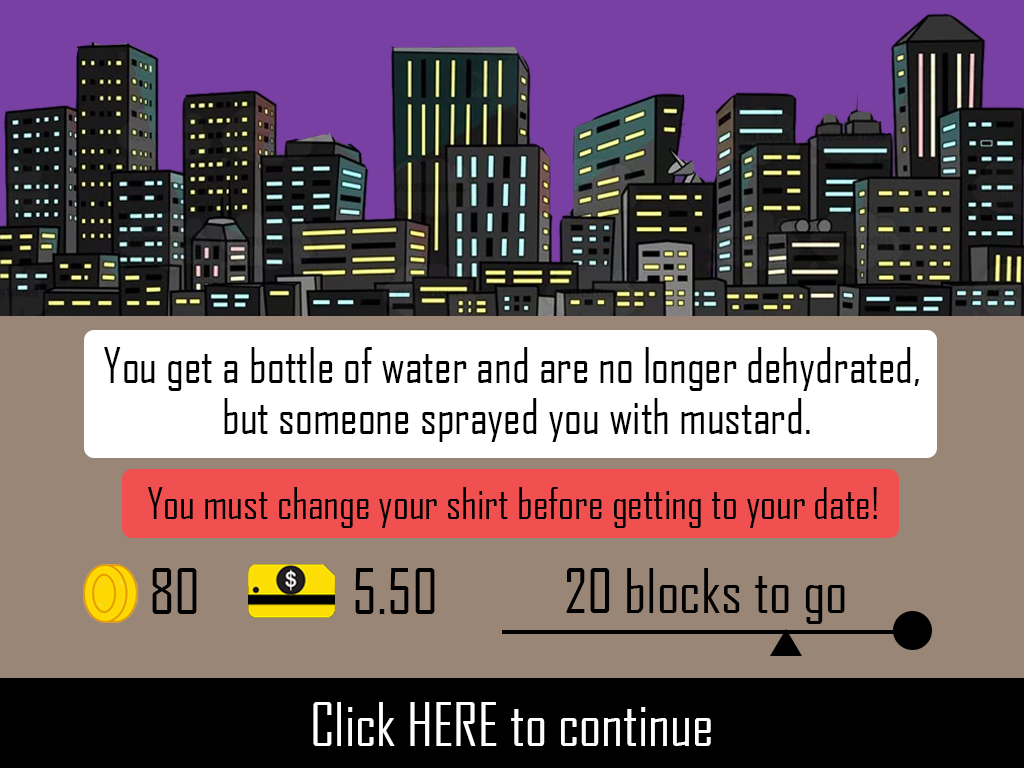 You get a bottle of water and are no longer dehydrated,
but someone sprayed you with mustard.
You must change your shirt before getting to your date!
80 $ 5.50 20 blocks to go
Click HERE to continue